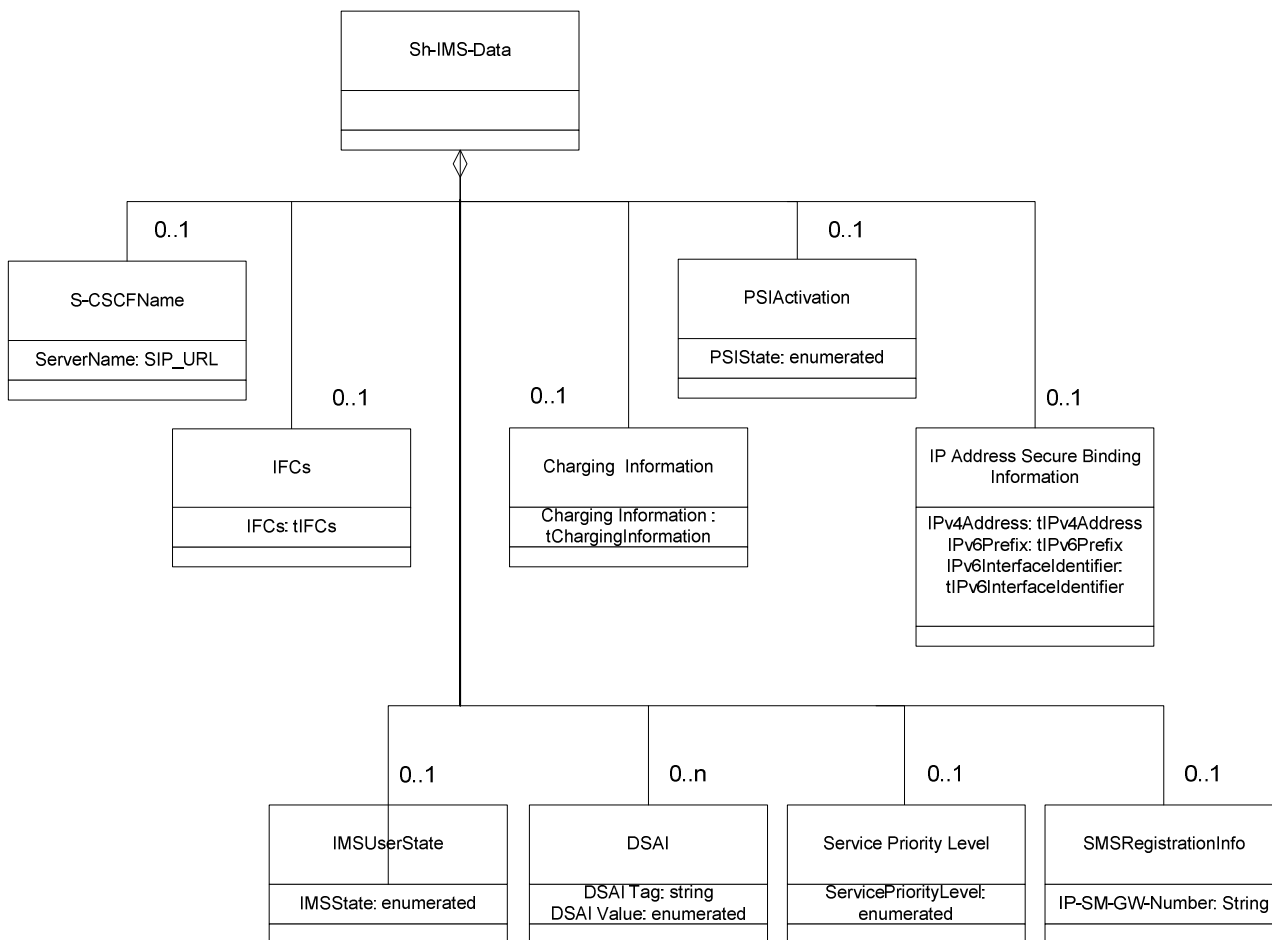 Sh-IMS-Data
0..1
0..1
S-CSCFName
PSIActivation
ServerName: SIP_URL
PSIState: enumerated
0..1
0..1
0..1
IFCs
Charging Information
IP Address Secure Binding
Information
IFCs: tIFCs
Charging Information :
tChargingInformation
IPv4Address: tIPv4Address
IPv6Prefix: tIPv6Prefix
IPv6InterfaceIdentifier:
tIPv6InterfaceIdentifier
0..1
0..n
0..1
0..1
IMSUserState
DSAI
Service Priority Level
SMSRegistrationInfo
IMSState: enumerated
DSAI Tag: string
DSAI Value: enumerated
ServicePriorityLevel:
enumerated
IP-SM-GW-Number: String